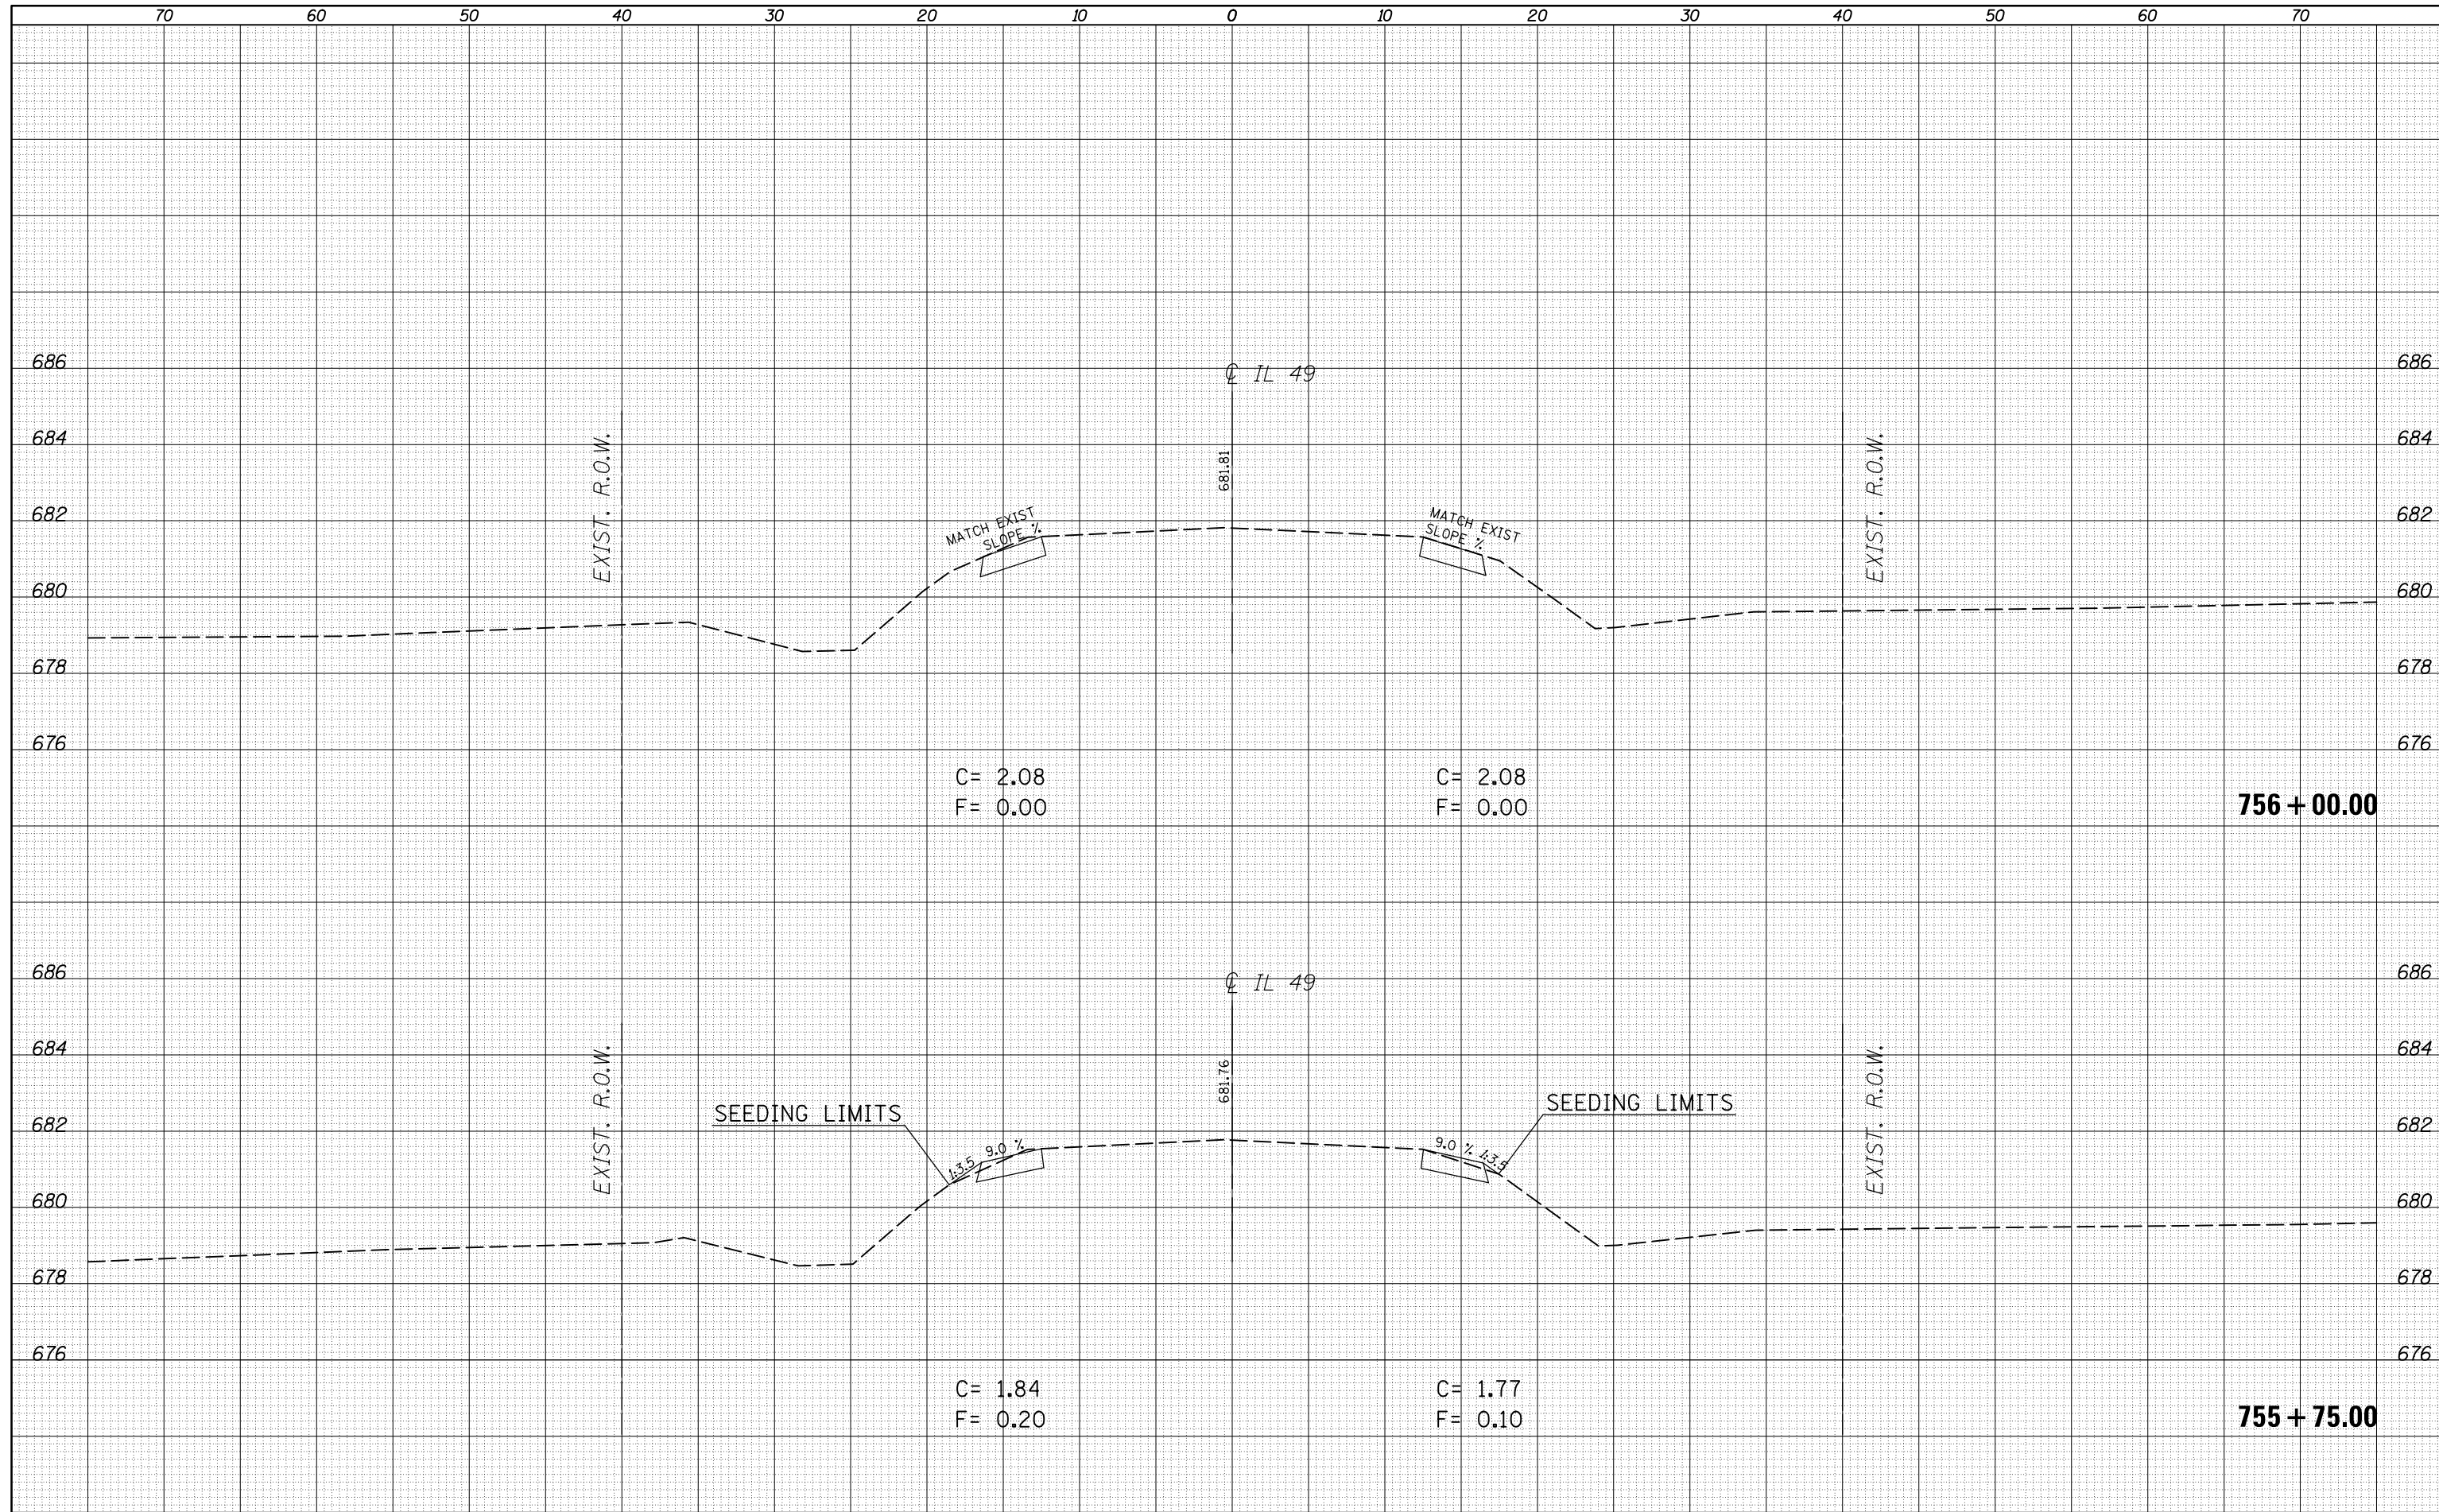 70 60 50 40 30 20 10 0 10 20 30 40 50 60 70
686 686
℄ IL 49
684 684
EXIST. R.O.W.
681.81
EXIST. R.O.W.
682 682
MATCH EXIST
SLOPE %
MATCH EXIST
SLOPE %
680 680
678 678
676 676
C= 2.08 C= 2.08
F= 0.00 F= 0.00
756+00.00
686 686
℄ IL 49
684 684
EXIST. R.O.W.
681.76
EXIST. R.O.W.
SEEDING LIMITS SEEDING LIMITS
682 682
1:3.5 9.0 %
9.0 % 1:3.5
680 680
678 678
676 676
C= 1.84 C= 1.77
F= 0.20 F= 0.10
755+75.00